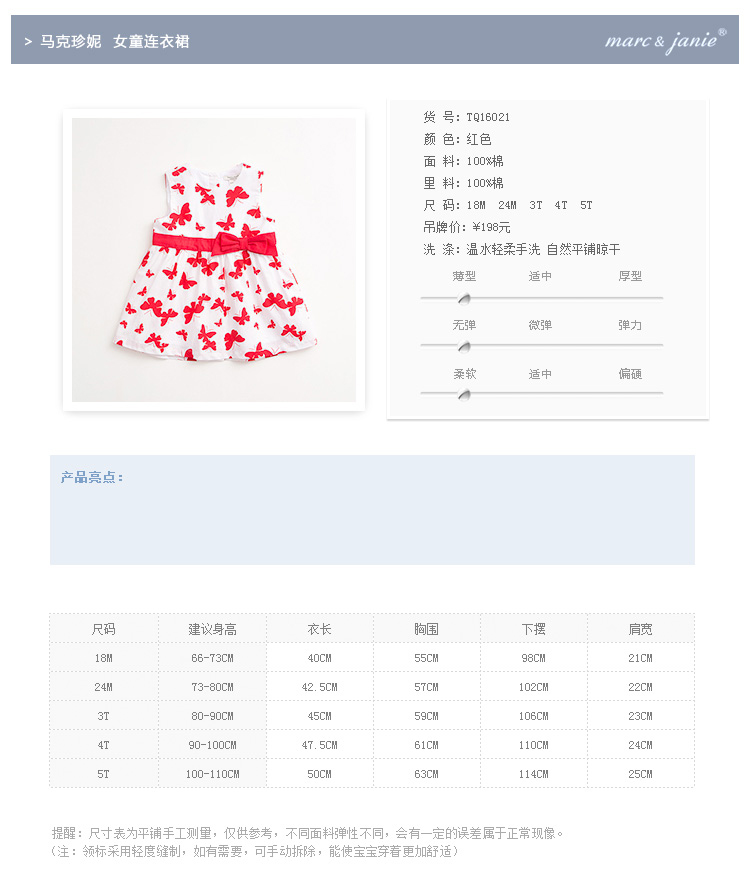 > 马克珍妮 女童连衣裙
marc & janie®
货 号: TQ16021
颜 色: 红色
面 料: 100%棉
里 料: 100%棉
尺 码: 18M 24M 3T 4T 5T
吊牌价: ¥198元
洗 涤: 温水轻柔手洗 自然平铺晾干
薄型 适中 厚型
无弹 微弹 弹力
柔软 适中 偏硬
产品亮点:
尺码 建议身高 衣长 胸围 下摆 肩宽
18M 66-73CM 40CM 55CM 98CM 21CM
24M 73-80CM 42.5CM 57CM 102CM 22CM
3T 80-90CM 45CM 59CM 106CM 23CM
4T 90-100CM 47.5CM 61CM 110CM 24CM
5T 100-110CM 50CM 63CM 114CM 25CM
提醒: 尺寸表为平铺手工测量, 仅供参考, 不同面料弹性不同, 会有一定的误差属于正常现像。
(注: 领标采用轻度缝制, 如有需要, 可手动拆除, 能使宝宝穿着更加舒适)